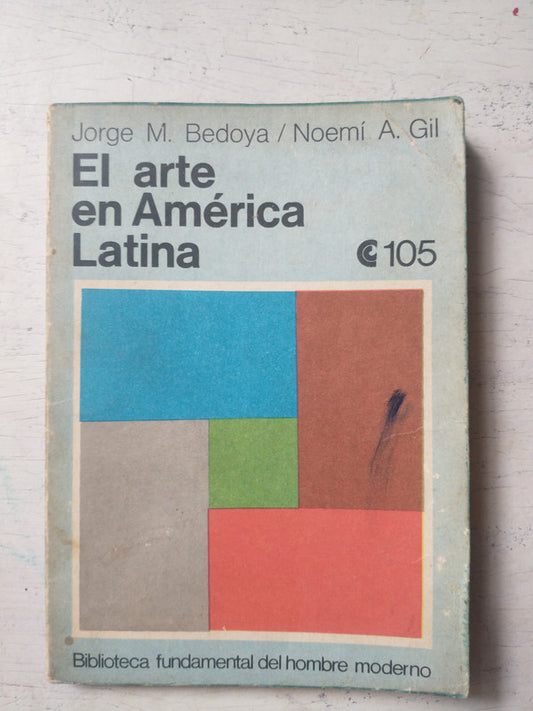 Jorge M. Bedoya / Noemí A. Gil
El arte
en América
Latina
105
Biblioteca fundamental del hombre moderno